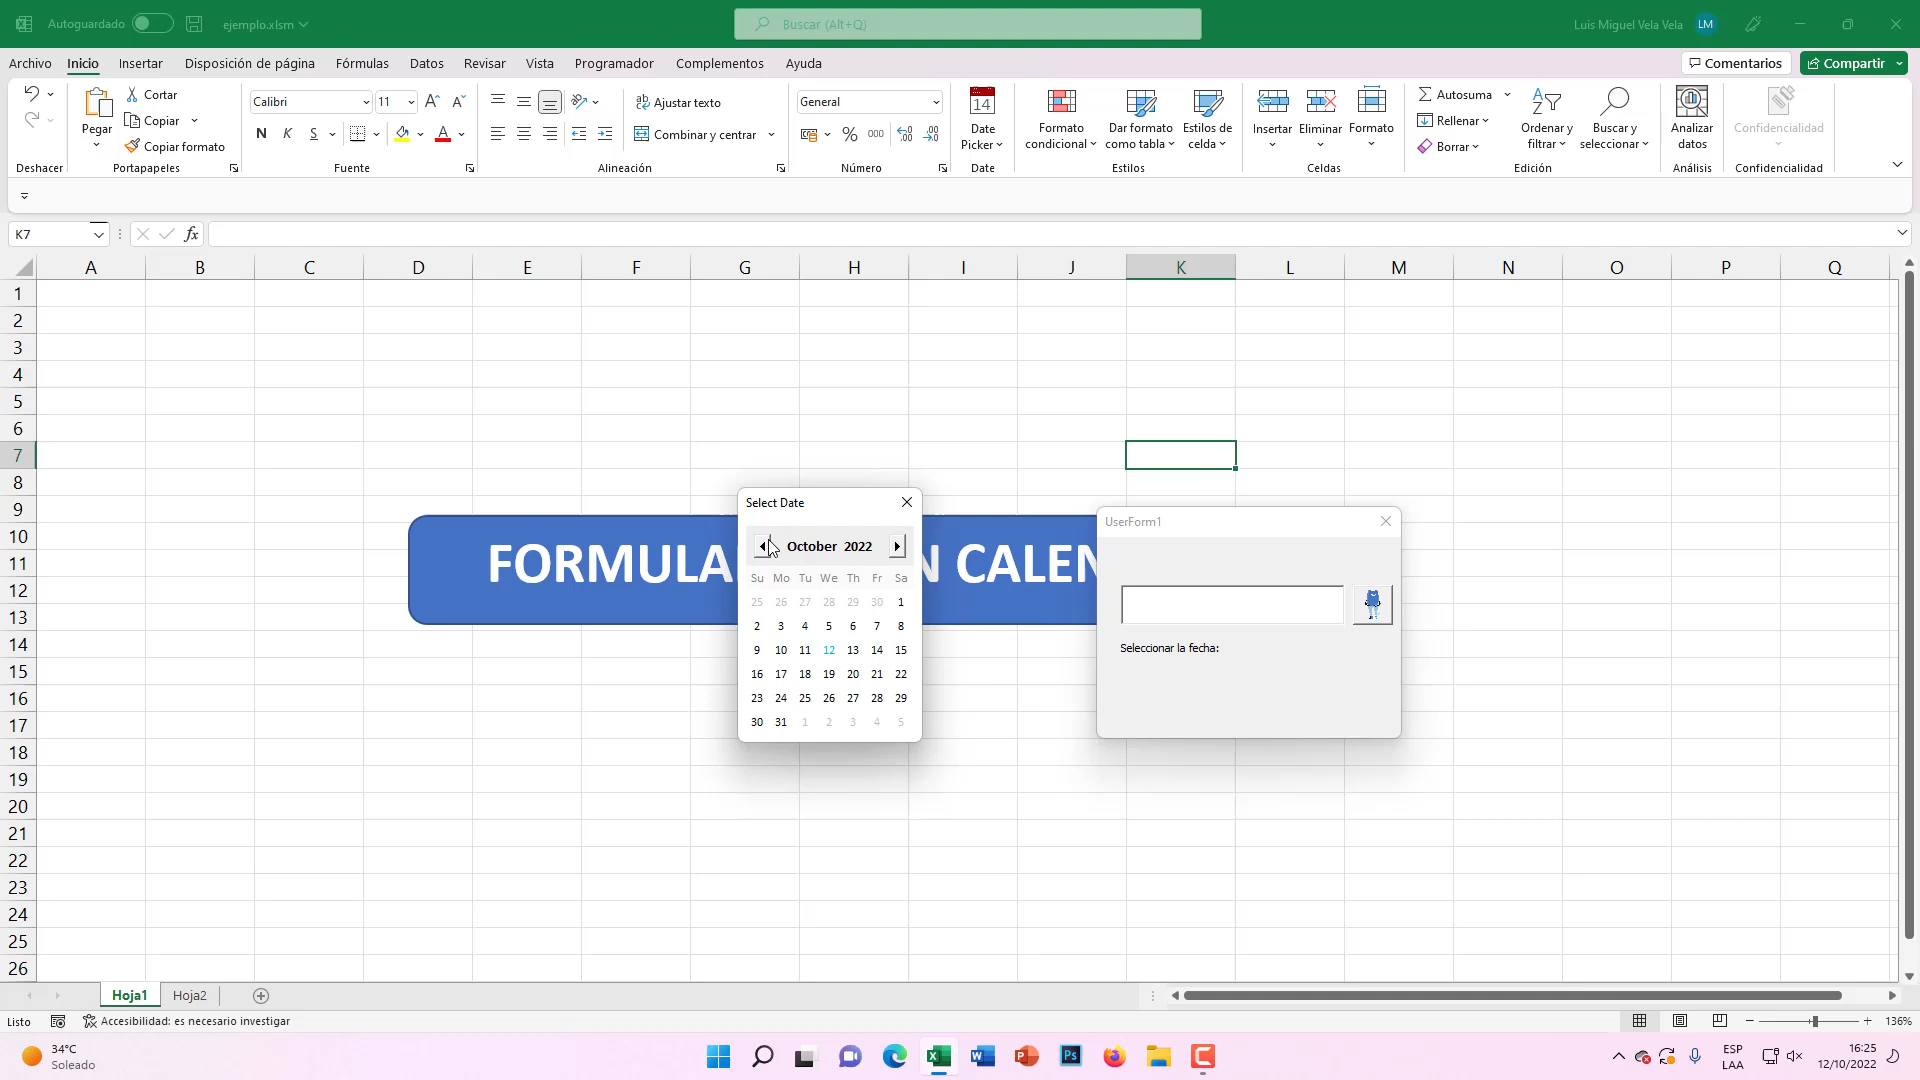 Autoguardado
ejemplo.xlsm
Buscar (Alt+Q)
Luis Miguel Vela Vela
LM
Archivo
Inicio
Insertar
Disposición de página
Fórmulas
Datos
Revisar
Vista
Programador
Complementos
Ayuda
Comentarios
Compartir
Pegar
Cortar
Copiar
Copiar formato
Calibri
11
N K S
Ajustar texto
Combinar y centrar
General
% 000
14
Date
Picker
Formato
condicional
Dar formato
como tabla
Estilos de
celda
Insertar
Eliminar
Formato
Autosuma
Rellenar
Borrar
Ordenar y
filtrar
Buscar y
seleccionar
Analizar
datos
Confidencialidad
Deshacer
Portapapeles
Fuente
Alineación
Número
Date
Estilos
Celdas
Edición
Análisis
Confidencialidad
K7
fx
A B C D E F G H I J K L M N O P Q
1
2
3
4
5
6
7
8
9
10
11
12
13
14
15
16
17
18
19
20
21
22
23
24
25
26
FORMULA
N CALEN
Select Date
October 2022
Su Mo Tu We Th Fr Sa
25 26 27 28 29 30 1
2 3 4 5 6 7 8
9 10 11 12 13 14 15
16 17 18 19 20 21 22
23 24 25 26 27 28 29
30 31 1 2 3 4 5
UserForm1
Seleccionar la fecha:
Hoja1
Hoja2
Listo
Accesibilidad: es necesario investigar
136%
34°C
Soleado
ESP
LAA
16:25
12/10/2022